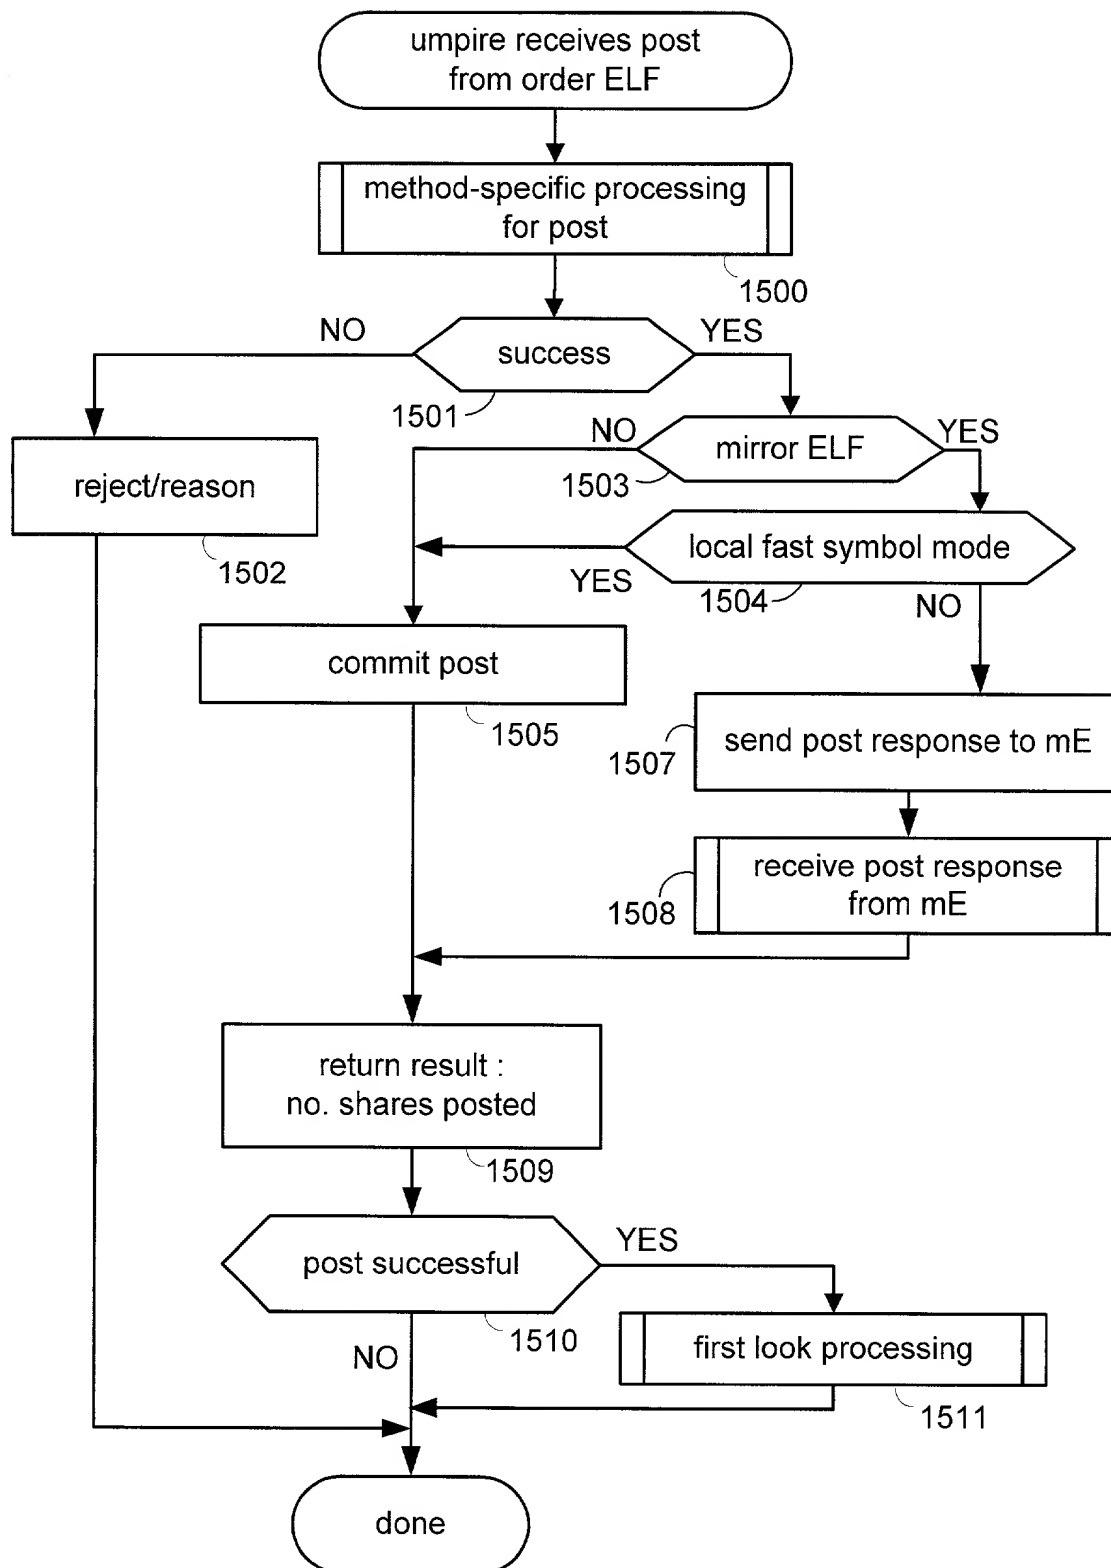 umpire receives post
from order ELF
method-specific processing
for post
1500
NO
YES
success
1501
NO
YES
mirror ELF
1503
reject/reason
1502
local fast symbol mode
YES
1504
NO
commit post
1505
send post response to mE
1507
receive post response
from mE
1508
return result :
no. shares posted
1509
YES
post successful
1510
NO
first look processing
1511
done